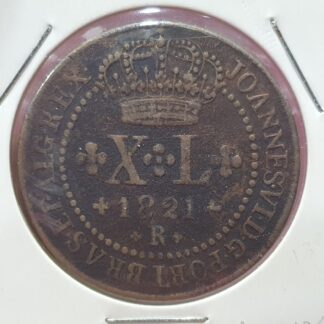 JOANNES.VI.D.G.PORT.BRAS.ET.ALG.REX
X L
1821
R